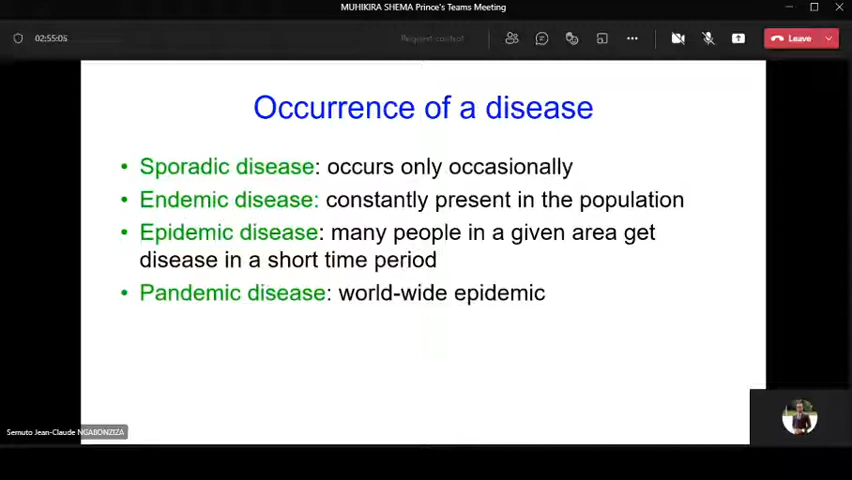 MUHIKIRA SHEMA Prince's Teams Meeting
02:55:05
Request control
Leave
Occurrence of a disease
• Sporadic disease: occurs only occasionally
• Endemic disease: constantly present in the population
• Epidemic disease: many people in a given area get
disease in a short time period
• Pandemic disease: world-wide epidemic
Semuto Jean-Claude NGABONZIZA